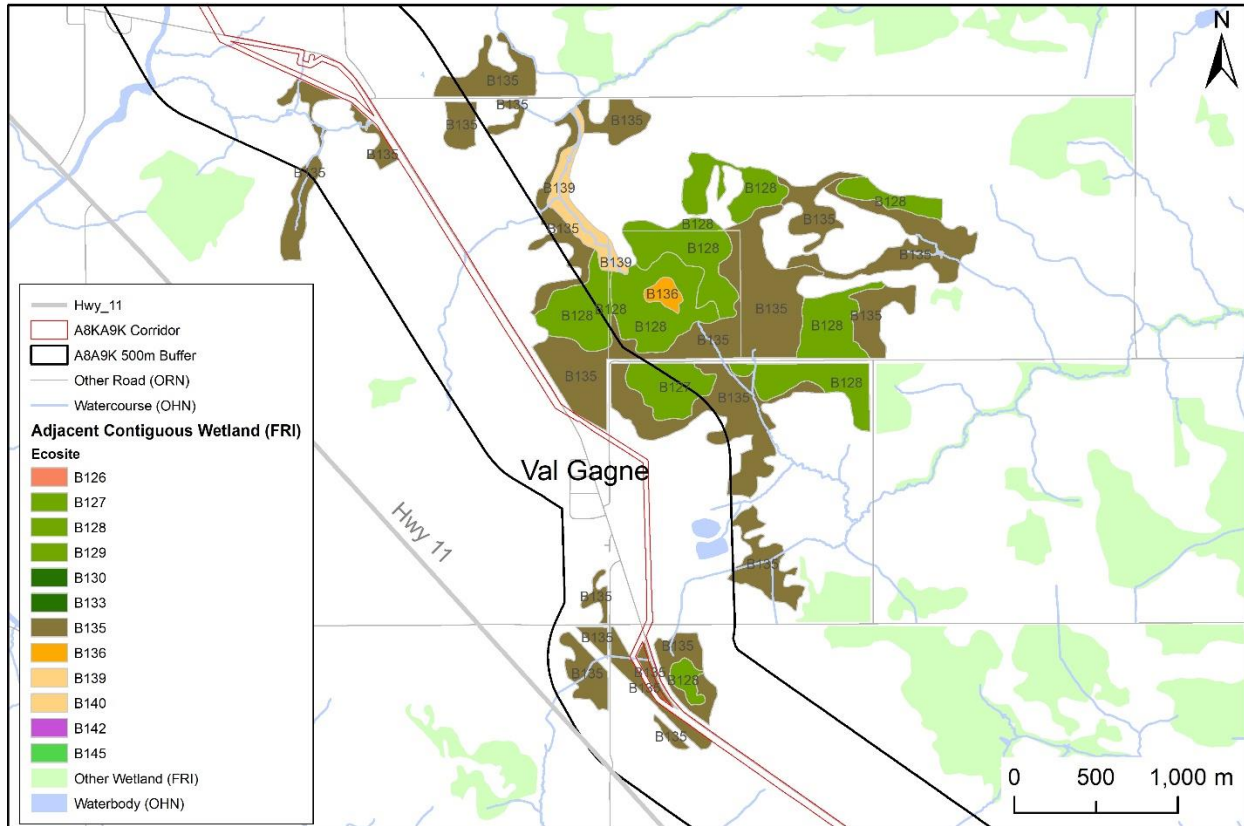 N
B135
B135
B135
B135
B135
B135
B139
B128
B128
B135
B135
B128
B135
B128
B139
B136
B128
B128
B128
B135
B135
B128
B135
B135
B127
B135
B128
Val Gagne
Hwy 11
B135
B135
B135
B135
B135
B135
B135
B128
B135
Hwy_11
A8KA9K Corridor
A8A9K 500m Buffer
Other Road (ORN)
Watercourse (OHN)
Adjacent Contiguous Wetland (FRI)
Ecosite
B126
B127
B128
B129
B130
B133
B135
B136
B139
B140
B142
B145
Other Wetland (FRI)
Waterbody (OHN)
0 500 1,000 m